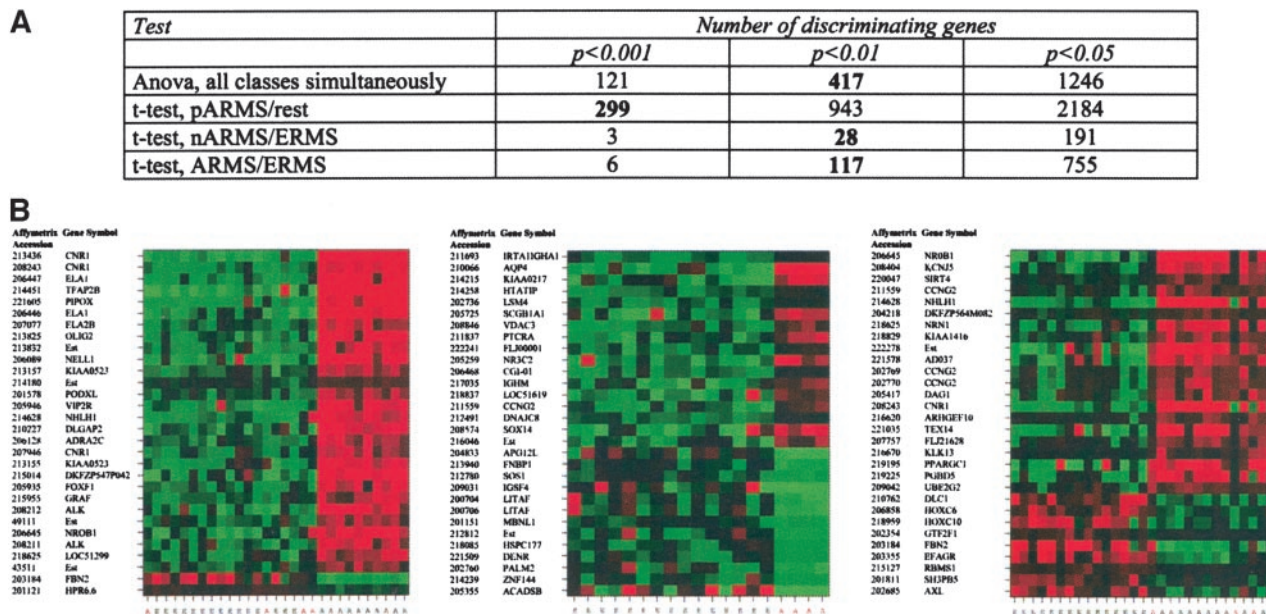 A
Test Number of discriminating genes
p<0.001 p<0.01 p<0.05
Anova, all classes simultaneously 121 417 1246
t-test, pARMS/rest 299 943 2184
t-test, nARMS/ERMS 3 28 191
t-test, ARMS/ERMS 6 117 755
B
Affymetrix Gene Symbol
Accession
213436 CNR1
208243 CNR1
206447 ELA1
214451 TFAP2B
221605 PIPOX
206446 ELA1
207077 ELA2B
213825 OLIG2
213832 Est
206089 NELL1
213157 KIAA0523
214180 Est
201578 PODXL
205946 VIP2R
214628 NHLH1
210227 DLGAP2
206128 ADRA2C
207946 CNR1
213155 KIAA0523
215014 DKFZP547P042
205935 FOXF1
215955 GRAF
208212 ALK
49111 Est
206645 NROB1
208211 ALK
218625 LOC51299
43511 Est
203184 FBN2
201121 HPR6.6
Affymetrix Gene Symbol
Accession
211693
210066 AQP4
214215 KIAA0217
214258 HTATIP
202736 LSM4
205725 SCGB1A1
208846 VDAC3
211837 PTCRA
222241 FLJ00001
205259 NR3C2
206468 CGI-01
217035 IGHM
218837 LOC51619
211559 CCNG2
212491 DNAJC8
208574 SOX14
216046 Est
204833 APG12L
213940 FNBP1
212780 SOS1
209031 IGSF4
200704 LITAF
200706 LITAF
201151 MBNL1
212812 Est
218085 HSPC177
221509 DENR
202760 PALM2
214239 ZNF144
205355 ACADSB
Affymetrix Gene Symbol
Accession
206645 NR0B1
208404 KCNJ5
220047 SIRT4
211559 CCNG2
214628 NHLH1
204218 DKFZP564M082
218625 NRN1
218829 KIAA1416
222278 Est
221578 AD037
202769 CCNG2
202770 CCNG2
205417 DAG1
208243 CNR1
216620 ARHGEF10
221035 TEX14
207757 FLJ21628
216670 KLK13
219195 PPARGC1
219225 PGBD5
209042 UBE2G2
210762 DLC1
206858 HOXC6
218959 HOXC10
202354 GTF2F1
203184 FBN2
203355 EFAGR
215127 RBMS1
201811 SH3PB5
202685 AXL